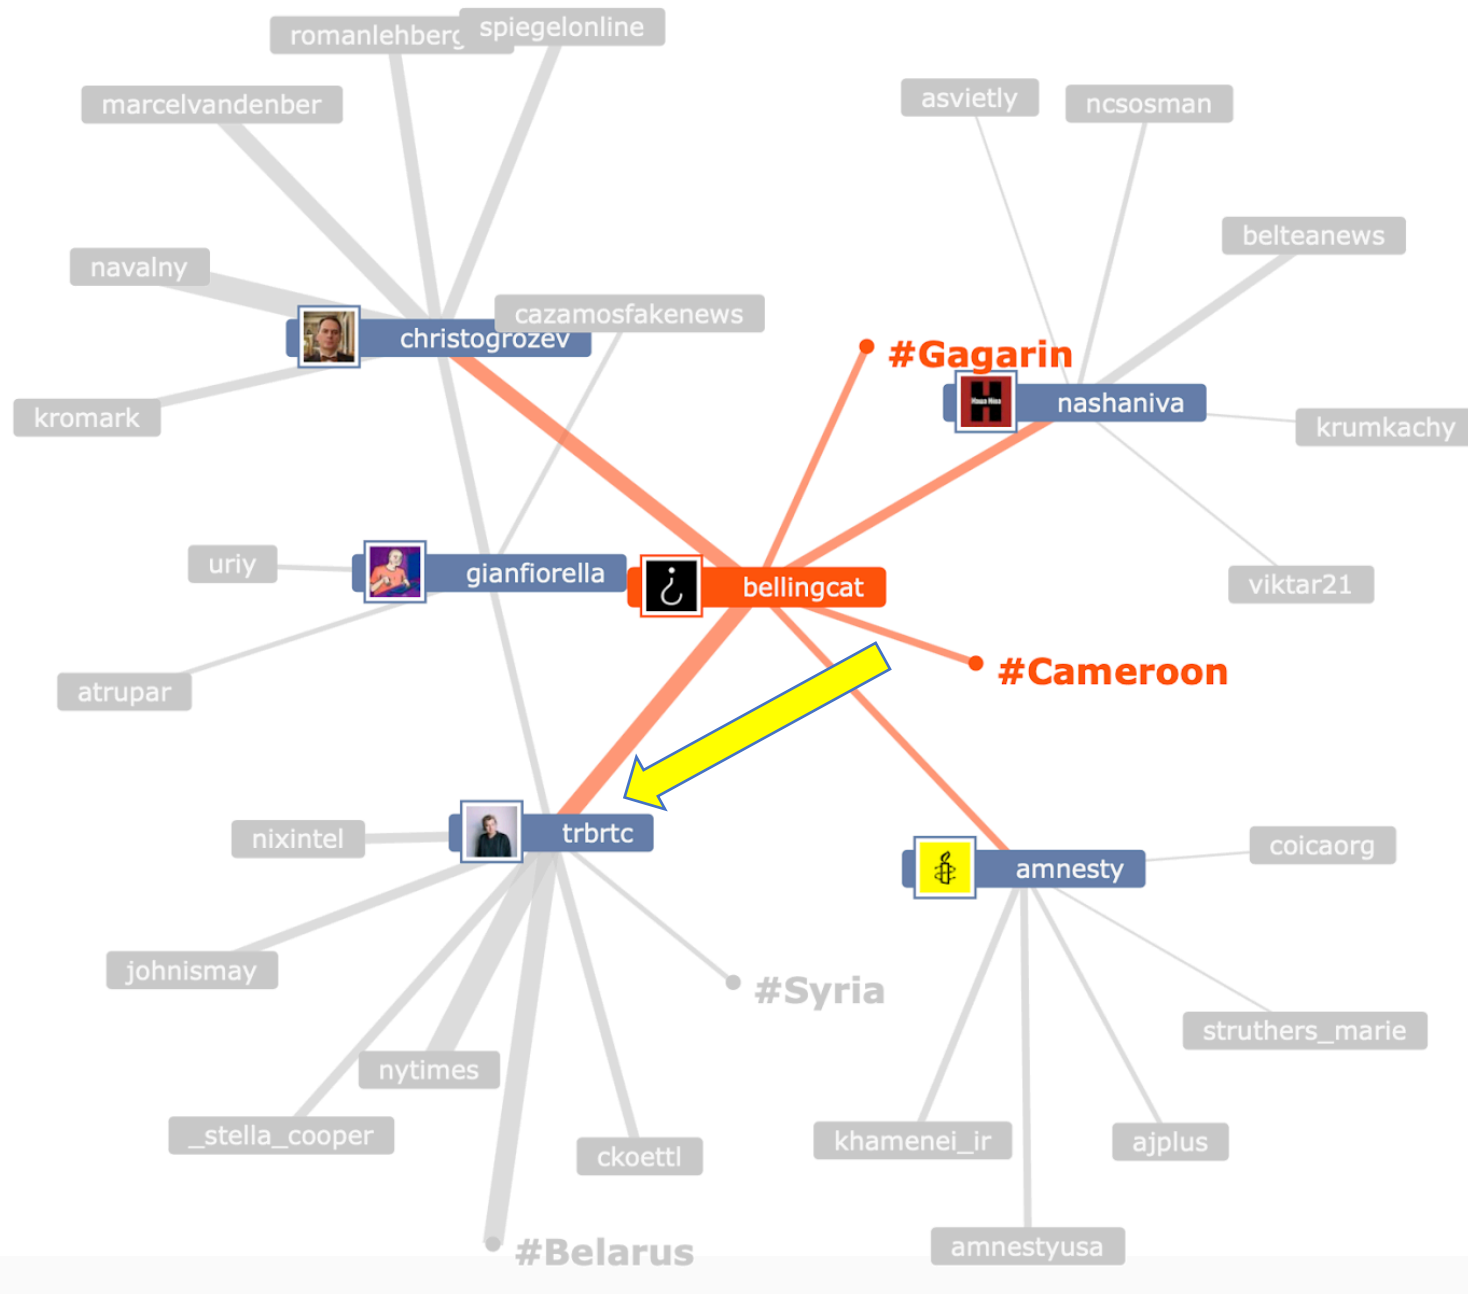 romanlehberg
spiegelonline
marcelvandenber
asvietly
ncsosman
belteanews
navalny
cazamosfakenews
christogrozev
#Gagarin
nashaniva
kromark
krumkachy
uriy
gianfiorella
bellingcat
viktar21
atrupar
#Cameroon
nixintel
trbrtc
coicaorg
amnesty
johnismay
#Syria
struthers_marie
nytimes
_stella_cooper
khamenei_ir
ajplus
ckoettl
#Belarus
amnestyusa